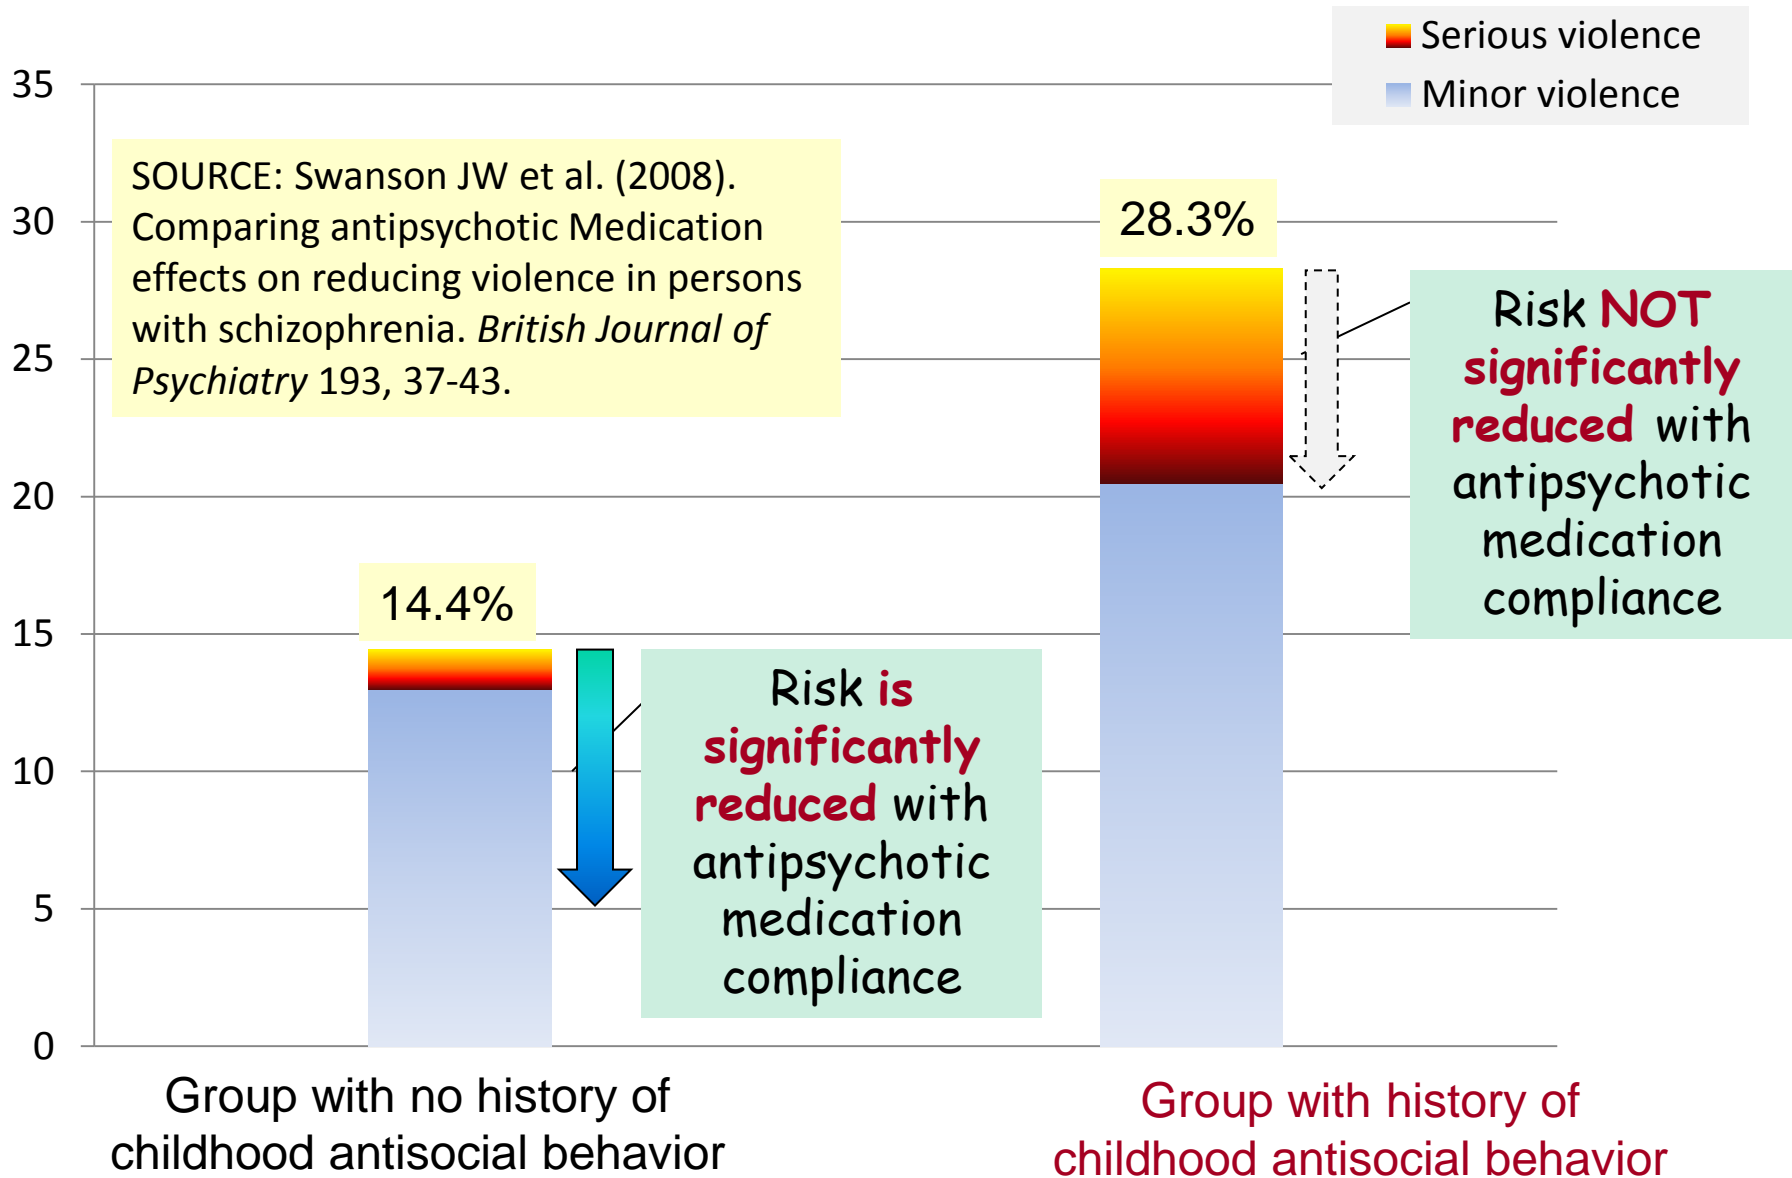 Serious violence
Minor violence
35
30
25
20
15
10
5
0
SOURCE: Swanson JW et al. (2008).
Comparing antipsychotic Medication
effects on reducing violence in persons
with schizophrenia. British Journal of
Psychiatry 193, 37-43.
14.4%
28.3%
Risk is
significantly
reduced with
antipsychotic
medication
compliance
Risk NOT
significantly
reduced with
antipsychotic
medication
compliance
Group with no history of
childhood antisocial behavior
Group with history of
childhood antisocial behavior